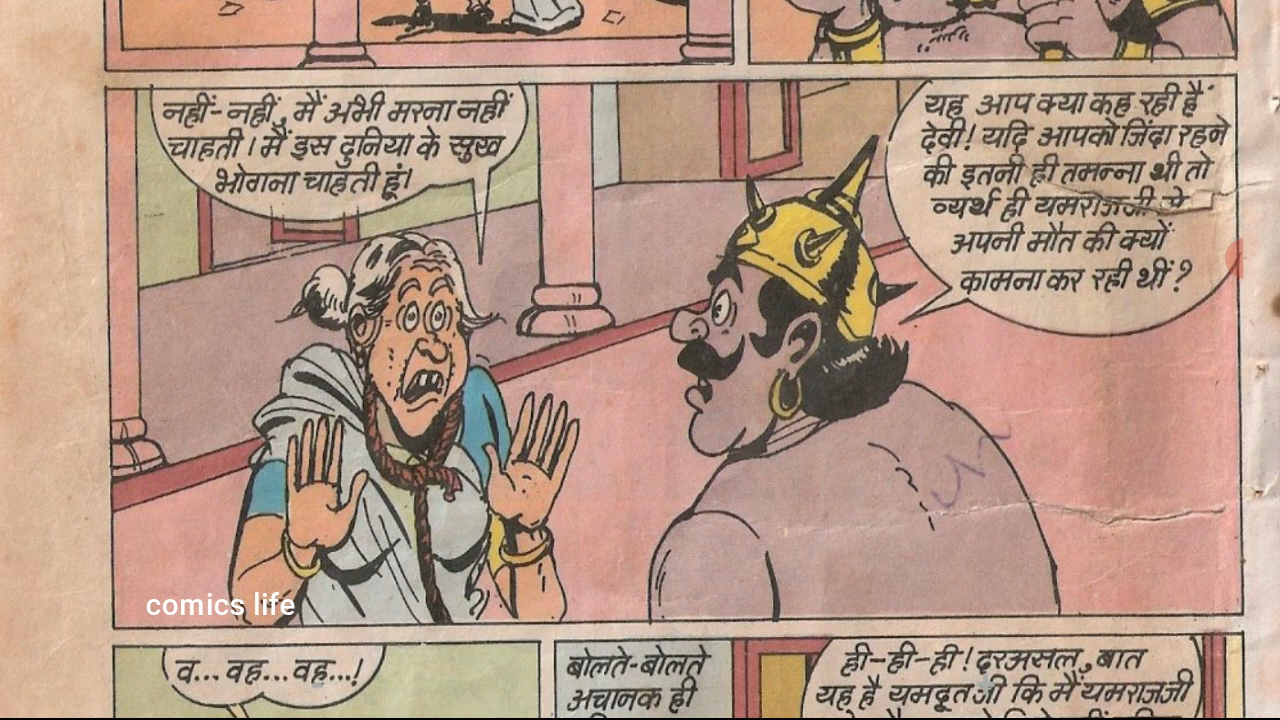 नहीं-नहीं, मैं अभी मरना नहीं
चाहती। मैं इस दुनिया के सुख
भोगना चाहती हूं।
यह आप क्या कह रही हैं
देवी! यदि आपको जिंदा रहने
की इतनी ही तमन्ना थी तो
व्यर्थ ही यमराजजी से
अपनी मौत की क्यों
कामना कर रही थीं?
comics life
व... वह... वह...!
बोलते-बोलते
अचानक ही
ही-ही-ही! दरअसल, बात
यह है यमदूतजी कि मैं यमराजजी